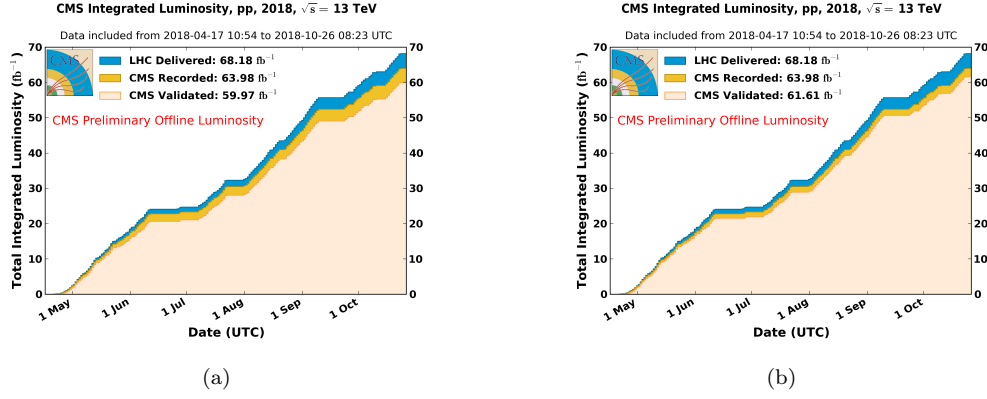 CMS Integrated Luminosity, pp, 2018, √s = 13 TeV
Data included from 2018-04-17 10:54 to 2018-10-26 08:23 UTC
CMS
LHC Delivered: 68.18 fb⁻¹
CMS Recorded: 63.98 fb⁻¹
CMS Validated: 59.97 fb⁻¹
CMS Preliminary Offline Luminosity
Total Integrated Luminosity (fb⁻¹)
70
60
50
40
30
20
10
0
70
60
50
40
30
20
10
0
1 May
1 Jun
1 Jul
1 Aug
1 Sep
1 Oct
Date (UTC)
(a)
CMS Integrated Luminosity, pp, 2018, √s = 13 TeV
Data included from 2018-04-17 10:54 to 2018-10-26 08:23 UTC
CMS
LHC Delivered: 68.18 fb⁻¹
CMS Recorded: 63.98 fb⁻¹
CMS Validated: 61.61 fb⁻¹
CMS Preliminary Offline Luminosity
Total Integrated Luminosity (fb⁻¹)
70
60
50
40
30
20
10
0
70
60
50
40
30
20
10
0
1 May
1 Jun
1 Jul
1 Aug
1 Sep
1 Oct
Date (UTC)
(b)